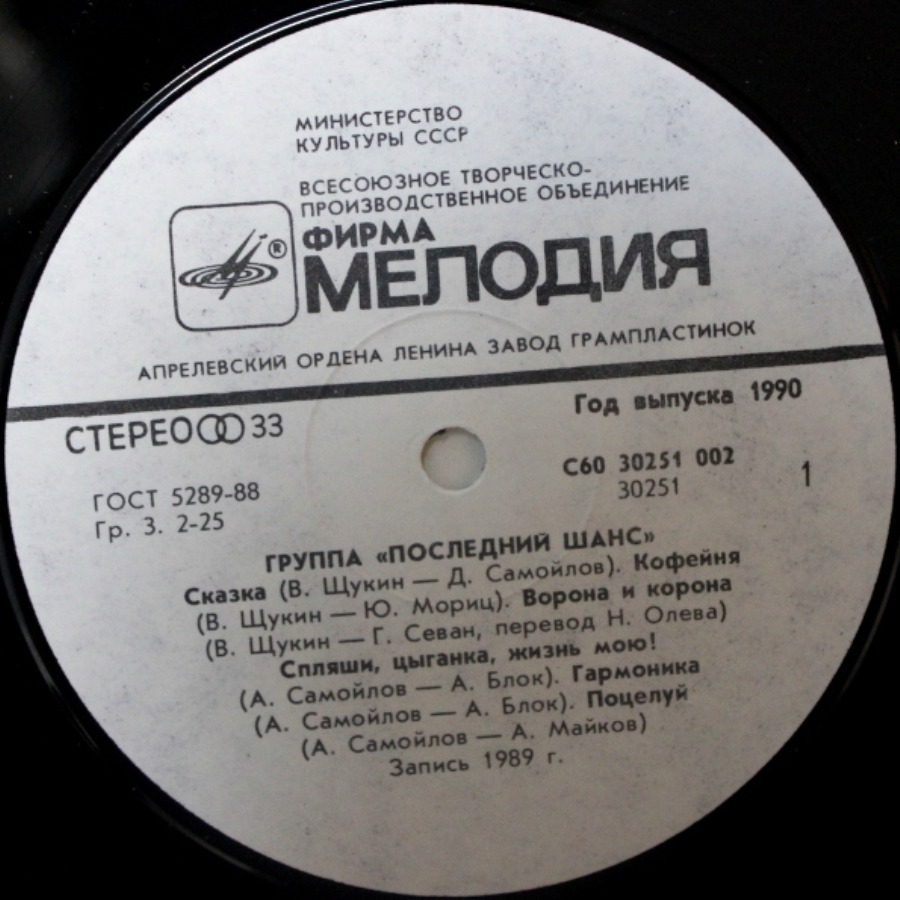 МИНИСТЕРСТВО
КУЛЬТУРЫ СССР
ВСЕСОЮЗНОЕ ТВОРЧЕСКО-
ПРОИЗВОДСТВЕННОЕ ОБЪЕДИНЕНИЕ
®
ФИРМА
МЕЛОДИЯ
АПРЕЛЕВСКИЙ ОРДЕНА ЛЕНИНА ЗАВОД ГРАМПЛАСТИНОК
СТЕРЕО 33
Год выпуска 1990
ГОСТ 5289-88
Гр. 3. 2-25
С60 30251 002
30251
1
ГРУППА «ПОСЛЕДНИЙ ШАНС»
Сказка (В. Щукин — Д. Самойлов). Кофейня
(В. Щукин — Ю. Мориц). Ворона и корона
(В. Щукин — Г. Севан, перевод Н. Олева)
Спляши, цыганка, жизнь мою!
(А. Самойлов — А. Блок). Гармоника
(А. Самойлов — А. Блок). Поцелуй
(А. Самойлов — А. Майков)
Запись 1989 г.